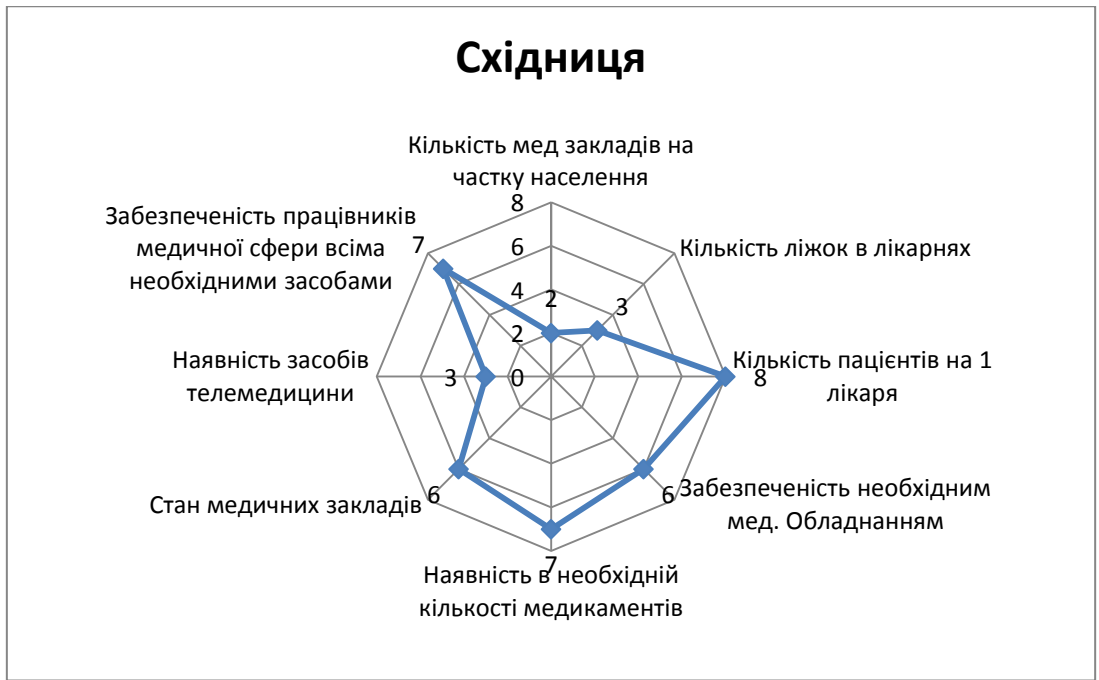 Східниця
Кількість мед закладів на
частку населення
8
6
4
2
0
Кількість ліжок в лікарнях
Кількість пацієнтів на 1
лікаря
Забезпеченість необхідним
мед. Обладнанням
Наявність в необхідній
кількості медикаментів
Стан медичних закладів
Наявність засобів
телемедицини
Забезпеченість працівників
медичної сфери всіма
необхідними засобами
2
3
8
6
7
6
3
7